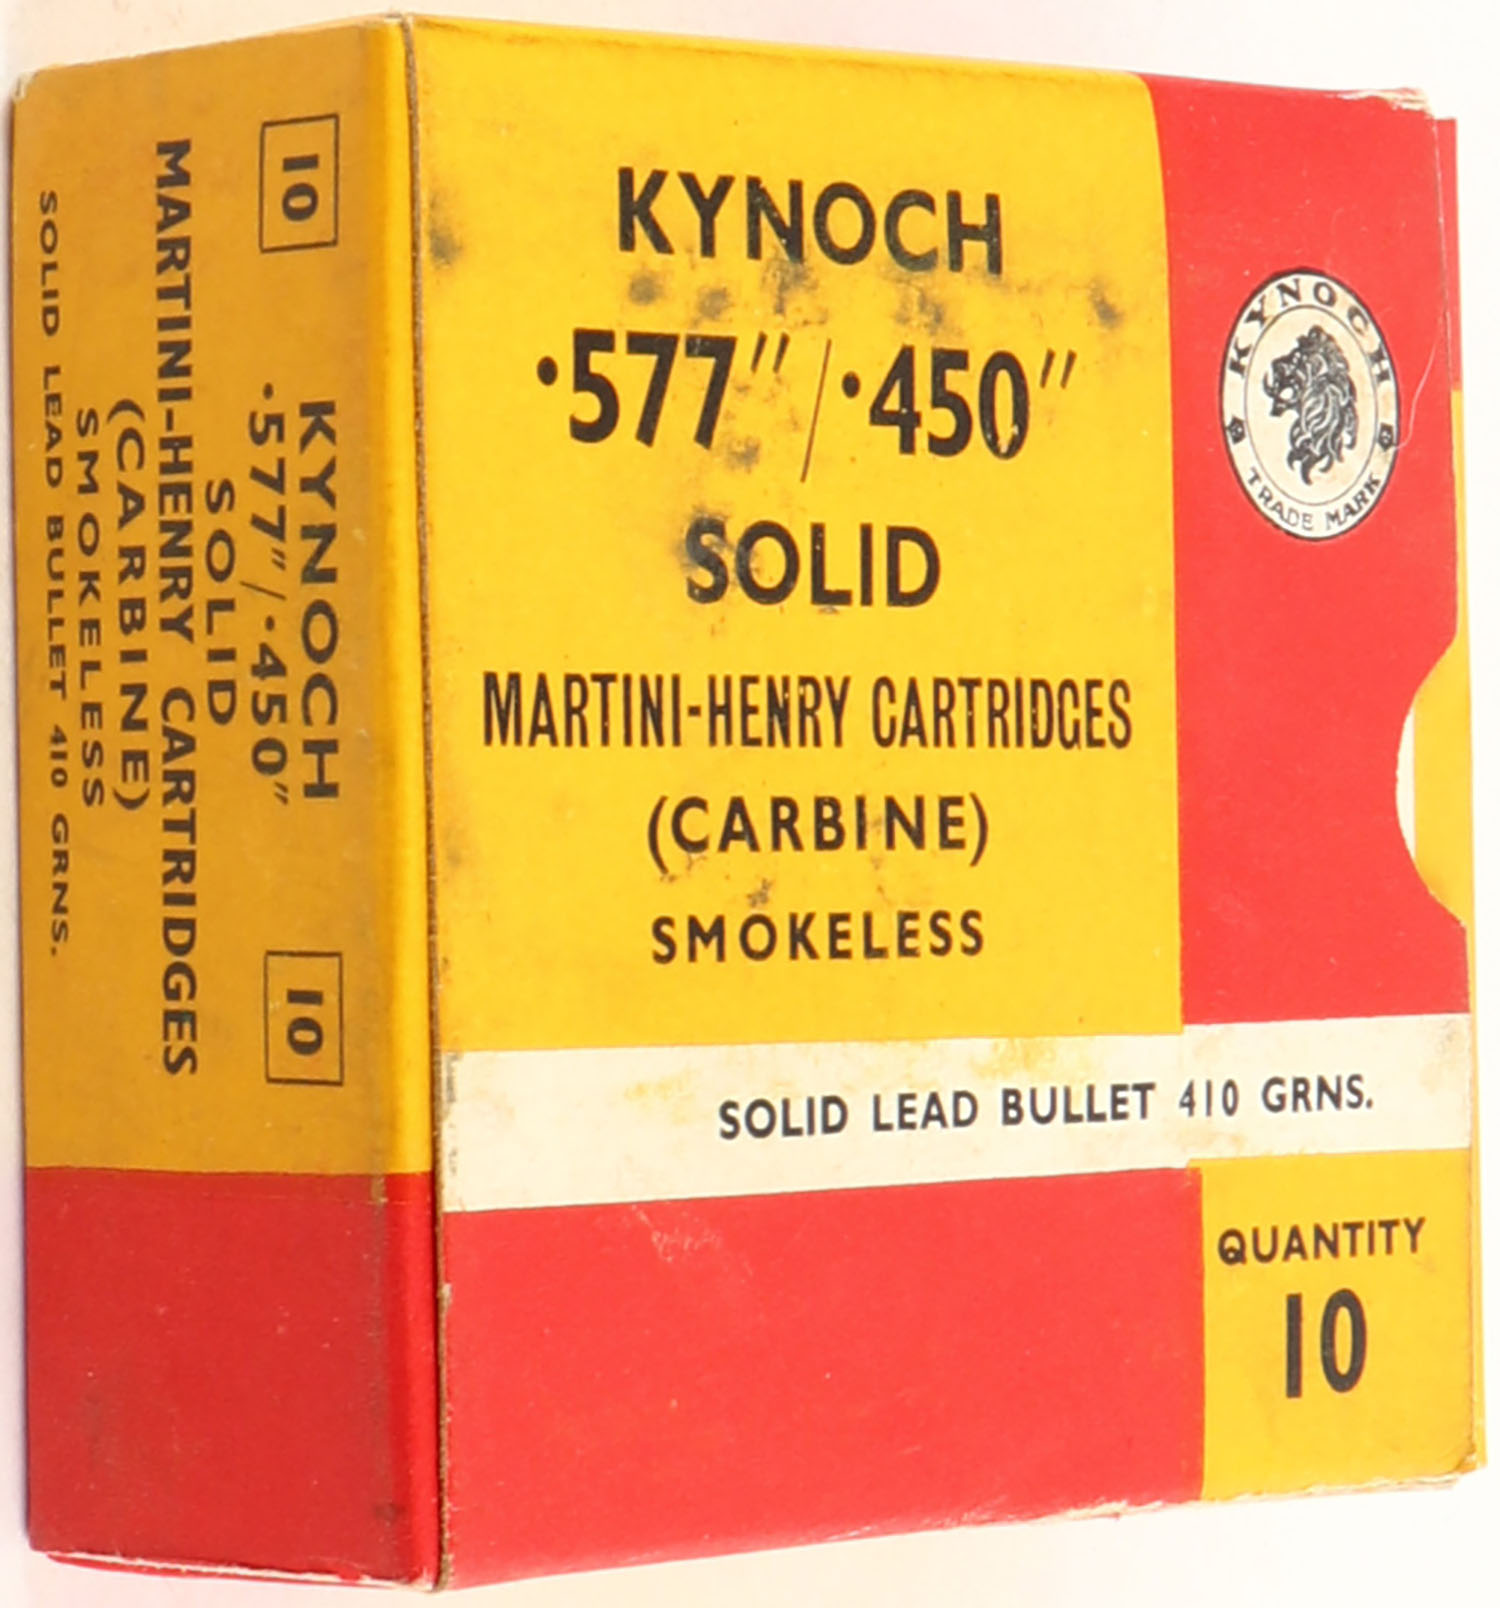 KYNOCH
·577"/·450"
SOLID
MARTINI-HENRY CARTRIDGES
(CARBINE)
SMOKELESS
SOLID LEAD BULLET 410 GRNS.
QUANTITY
10
KYNOCH
TRADE MARK
10
10
KYNOCH
·577"/·450"
SOLID
MARTINI-HENRY CARTRIDGES
(CARBINE)
SMOKELESS
SOLID LEAD BULLET 410 GRNS.